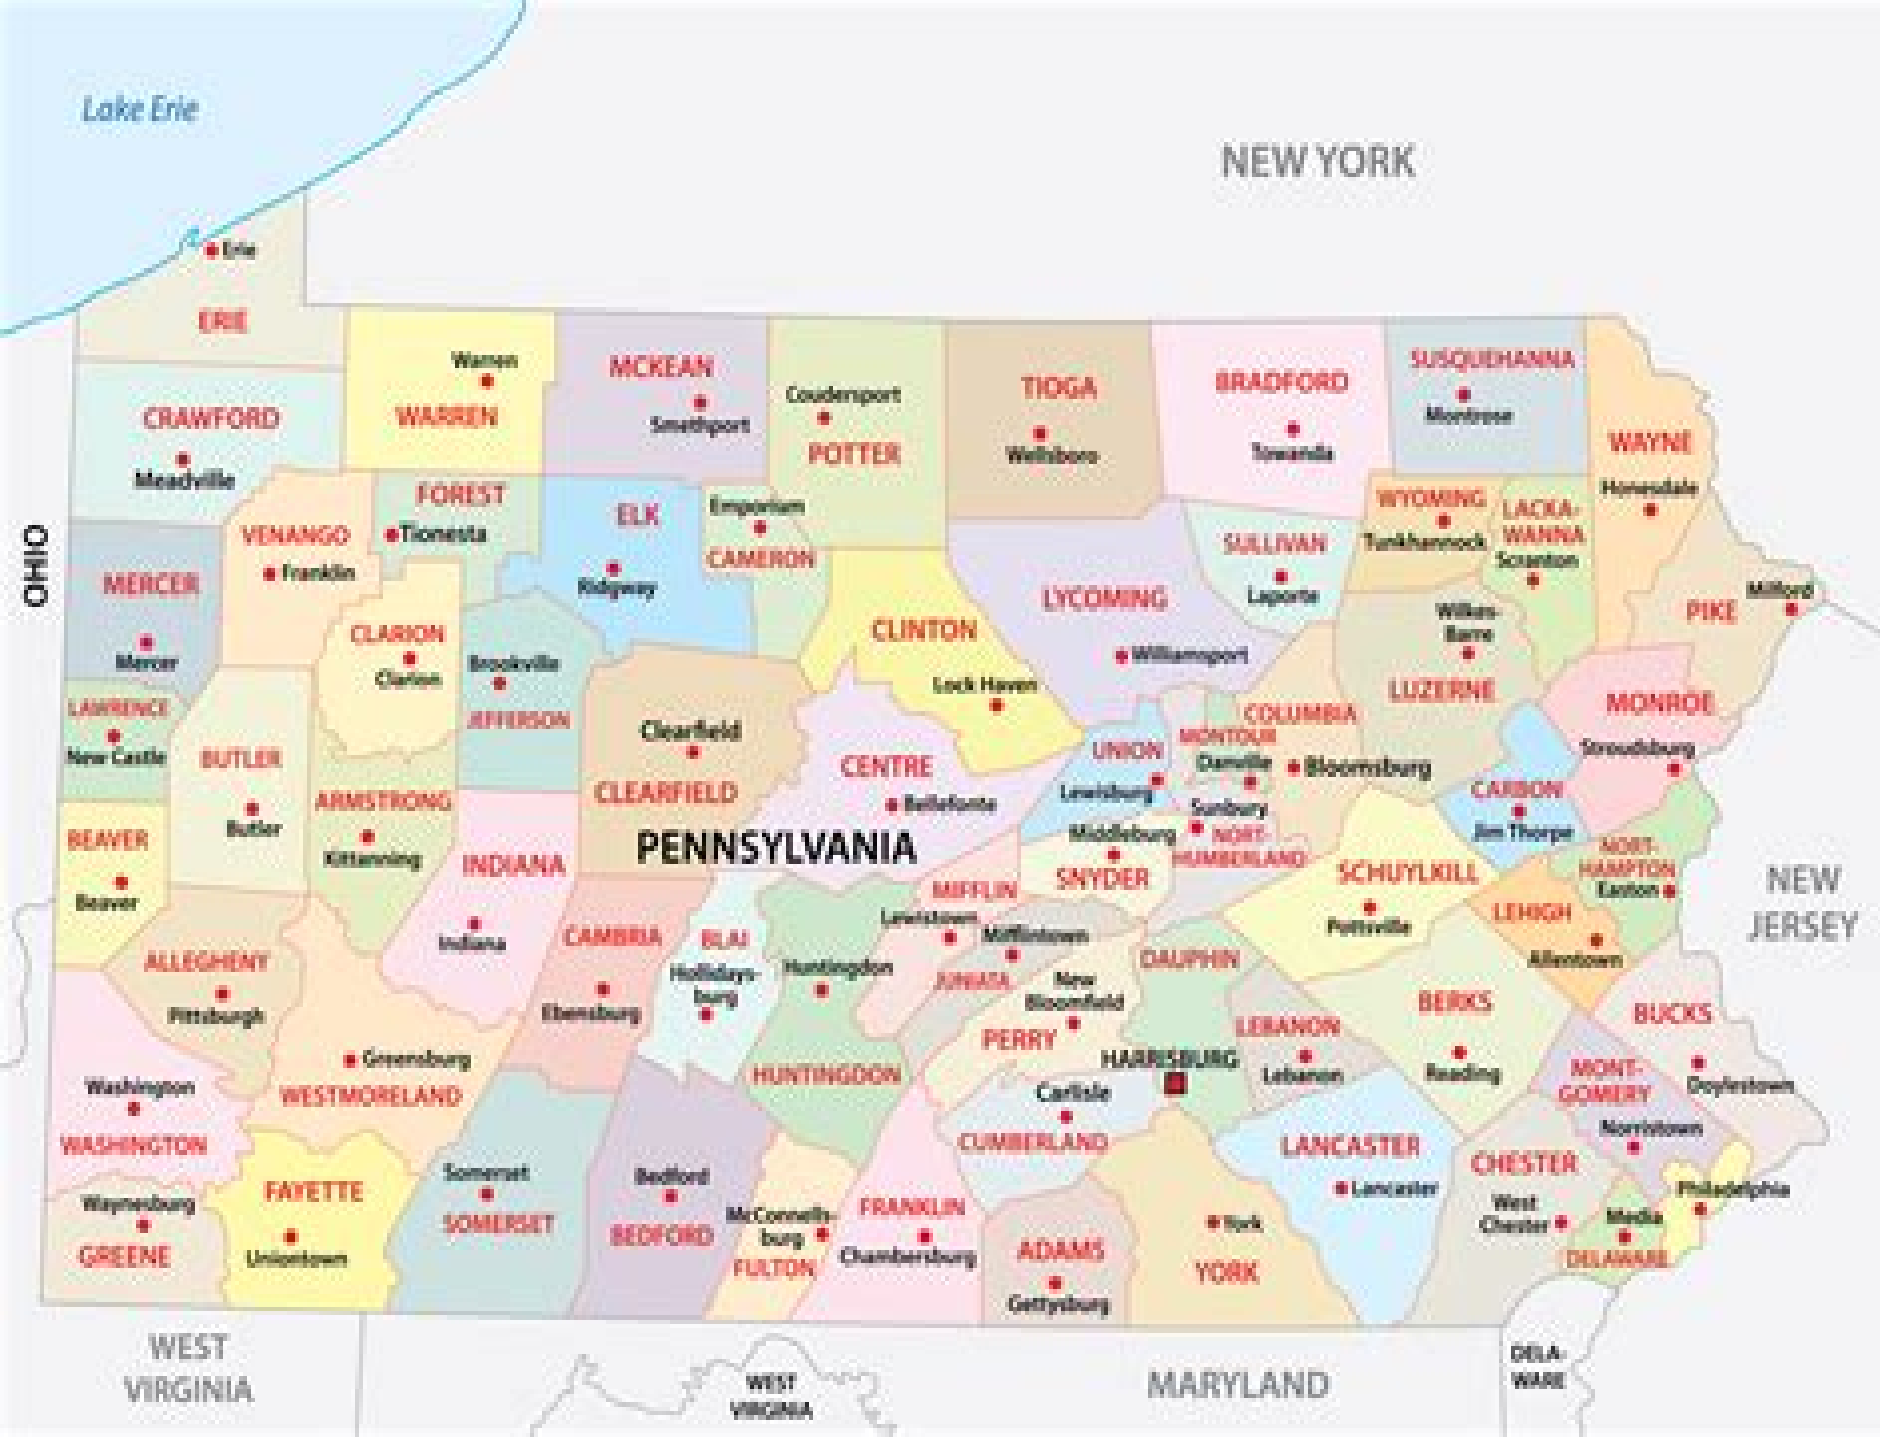 Lake Erie
NEW YORK
Erie
ERIE
Warren
WARREN
MCKEAN
Smethport
Coudersport
POTTER
TIOGA
Wellsboro
BRADFORD
Towanda
SUSQUEHANNA
Montrose
WAYNE
Honesdale
CRAWFORD
Meadville
FOREST
Tionesta
ELK
Ridgway
Emporium
CAMERON
WYOMING
Tunkhannock
LACKA-
WANNA
Scranton
OHIO
VENANGO
Franklin
SULLIVAN
Laporte
MERCER
Mercer
CLARION
Clarion
Brookville
JEFFERSON
CLINTON
Lock Haven
LYCOMING
Williamsport
Wilkes-
Barre
LUZERNE
PIKE
Milford
LAWRENCE
New Castle
BUTLER
Butler
Clearfield
CLEARFIELD
CENTRE
Bellefonte
UNION
Lewisburg
MONTOUR
Danville
COLUMBIA
Bloomsburg
MONROE
Stroudsburg
CARBON
Jim Thorpe
BEAVER
Beaver
ARMSTRONG
Kittanning
INDIANA
Indiana
PENNSYLVANIA
Middleburg
SNYDER
Sunbury
NORT-
HUMBERLAND
SCHUYLKILL
Pottsville
NORT-
HAMPTON
Easton
LEHIGH
Allentown
NEW
JERSEY
ALLEGHENY
Pittsburgh
CAMBRIA
Ebensburg
BLAI
Hollidays-
burg
Huntingdon
HUNTINGDON
MIFFLIN
Lewistown
Mifflintown
JUNIATA
New
Bloomfield
PERRY
DAUPHIN
HARRISBURG
LEBANON
Lebanon
BERKS
Reading
BUCKS
Doylestown
Greensburg
WESTMORELAND
Washington
WASHINGTON
Carlisle
CUMBERLAND
LANCASTER
Lancaster
MONT-
GOMERY
Norristown
CHESTER
West
Chester
Philadelphia
Media
DELAWARE
Waynesburg
GREENE
FAYETTE
Uniontown
Somerset
SOMERSET
Bedford
BEDFORD
McConnells-
burg
FULTON
FRANKLIN
Chambersburg
ADAMS
Gettysburg
York
YORK
WEST
VIRGINIA
WEST
VIRGINIA
MARYLAND
DELA-
WARE